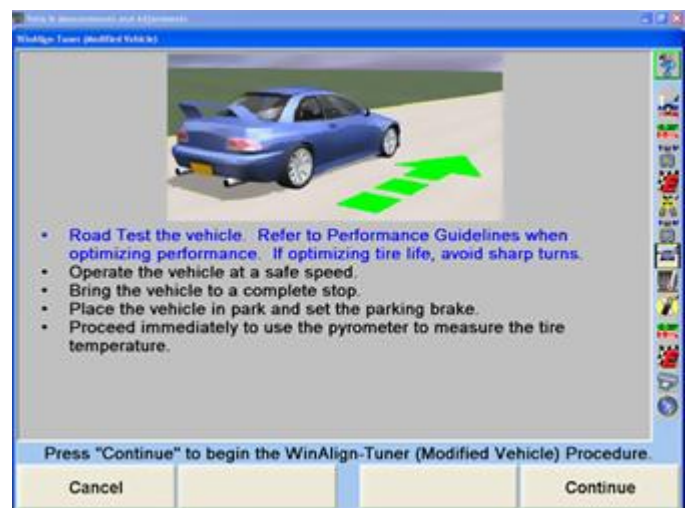 WinAlign-Tuner (Modified Vehicle)
• Road Test the vehicle. Refer to Performance Guidelines when
optimizing performance. If optimizing tire life, avoid sharp turns.
• Operate the vehicle at a safe speed.
• Bring the vehicle to a complete stop.
• Place the vehicle in park and set the parking brake.
• Proceed immediately to use the pyrometer to measure the tire
temperature.
Press "Continue" to begin the WinAlign-Tuner (Modified Vehicle) Procedure.
Cancel
Continue